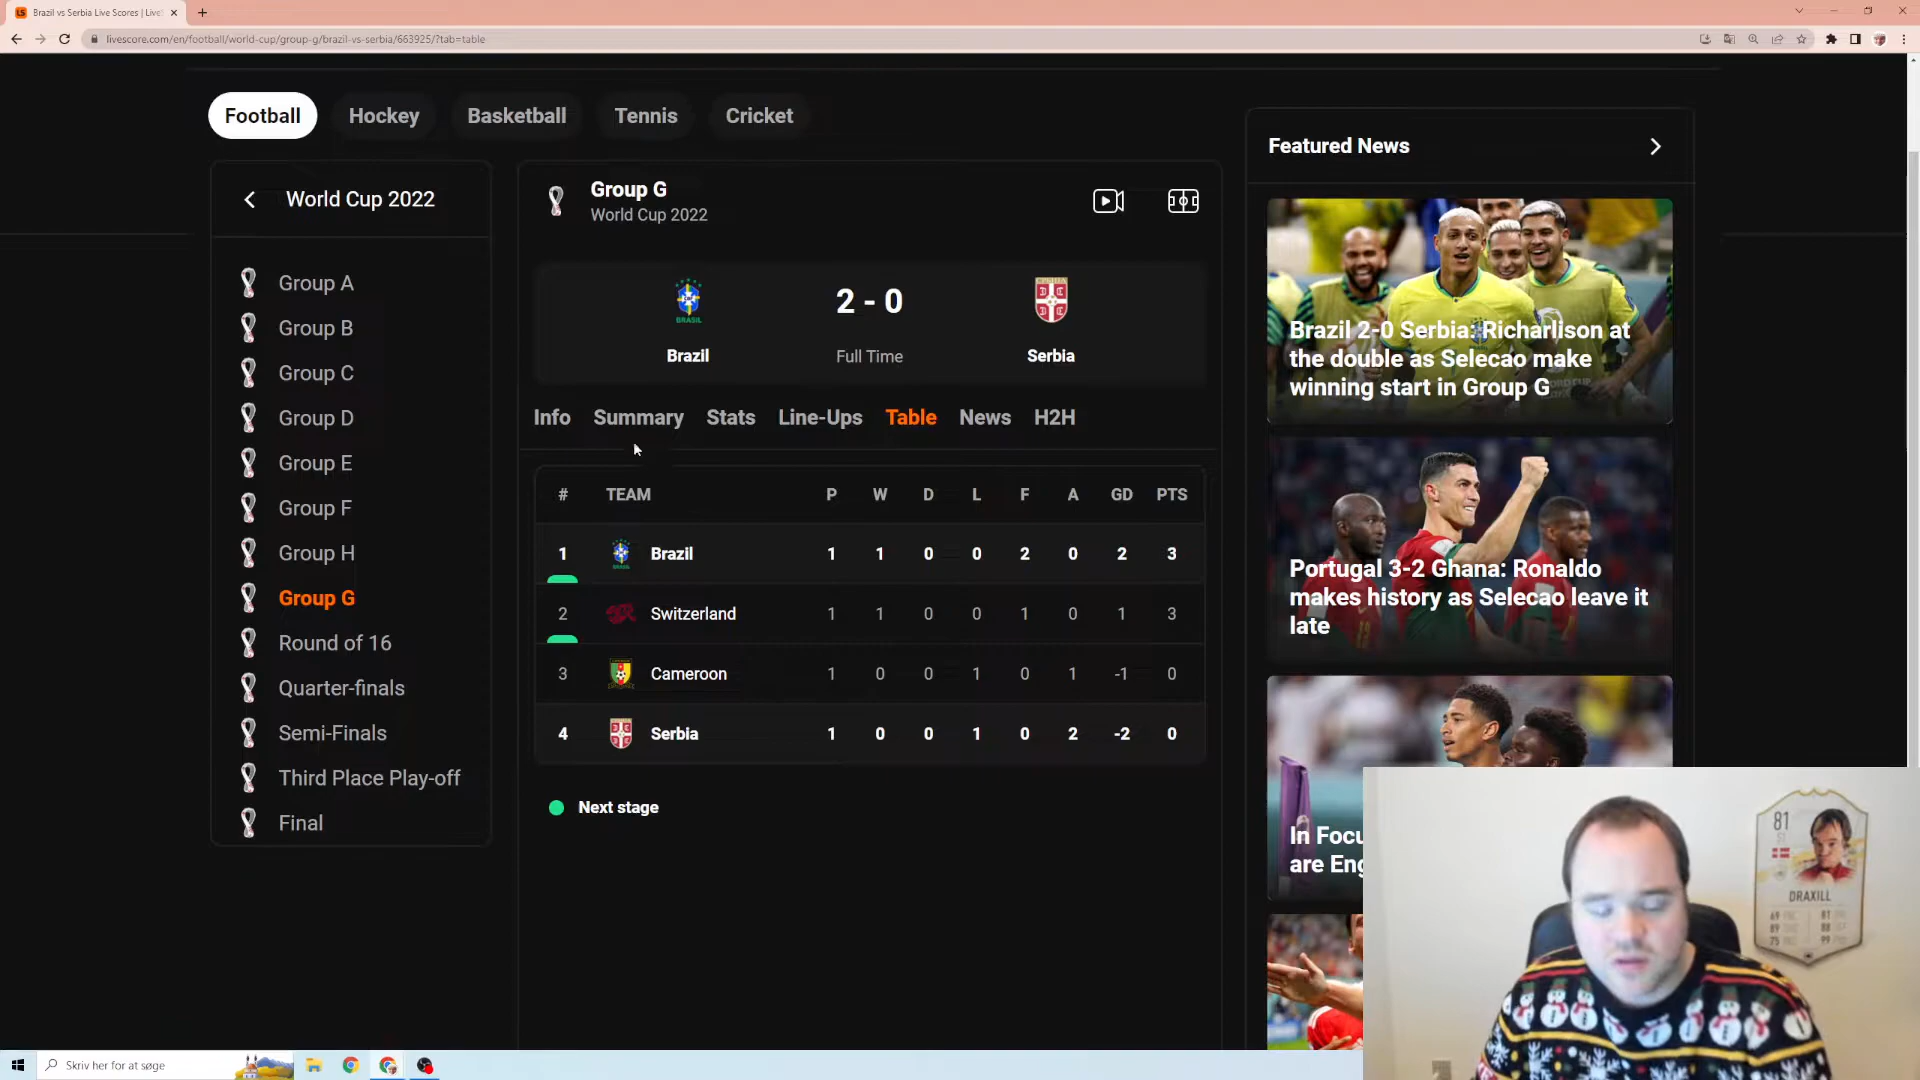 Brazil vs Serbia Live Scores | Live
livescore.com/en/football/world-cup/group-g/brazil-vs-serbia/663925/?tab=table
Football
Hockey
Basketball
Tennis
Cricket
World Cup 2022
Group A
Group B
Group C
Group D
Group E
Group F
Group H
Group G
Round of 16
Quarter-finals
Semi-Finals
Third Place Play-off
Final
Group G
World Cup 2022
BRASIL
2 - 0
Brazil
Full Time
Serbia
Info Summary Stats Line-Ups Table News H2H
# TEAM P W D L F A GD PTS
1 Brazil 1 1 0 0 2 0 2 3
2 Switzerland 1 1 0 0 1 0 1 3
3 Cameroon 1 0 0 1 0 1 -1 0
4 Serbia 1 0 0 1 0 2 -2 0
Next stage
Featured News
Brazil 2-0 Serbia: Richarlison at
the double as Selecao make
winning start in Group G
Portugal 3-2 Ghana: Ronaldo
makes history as Selecao leave it
late
In Focu
are Eng
81
ST
DRAXILL
Skriv her for at søge